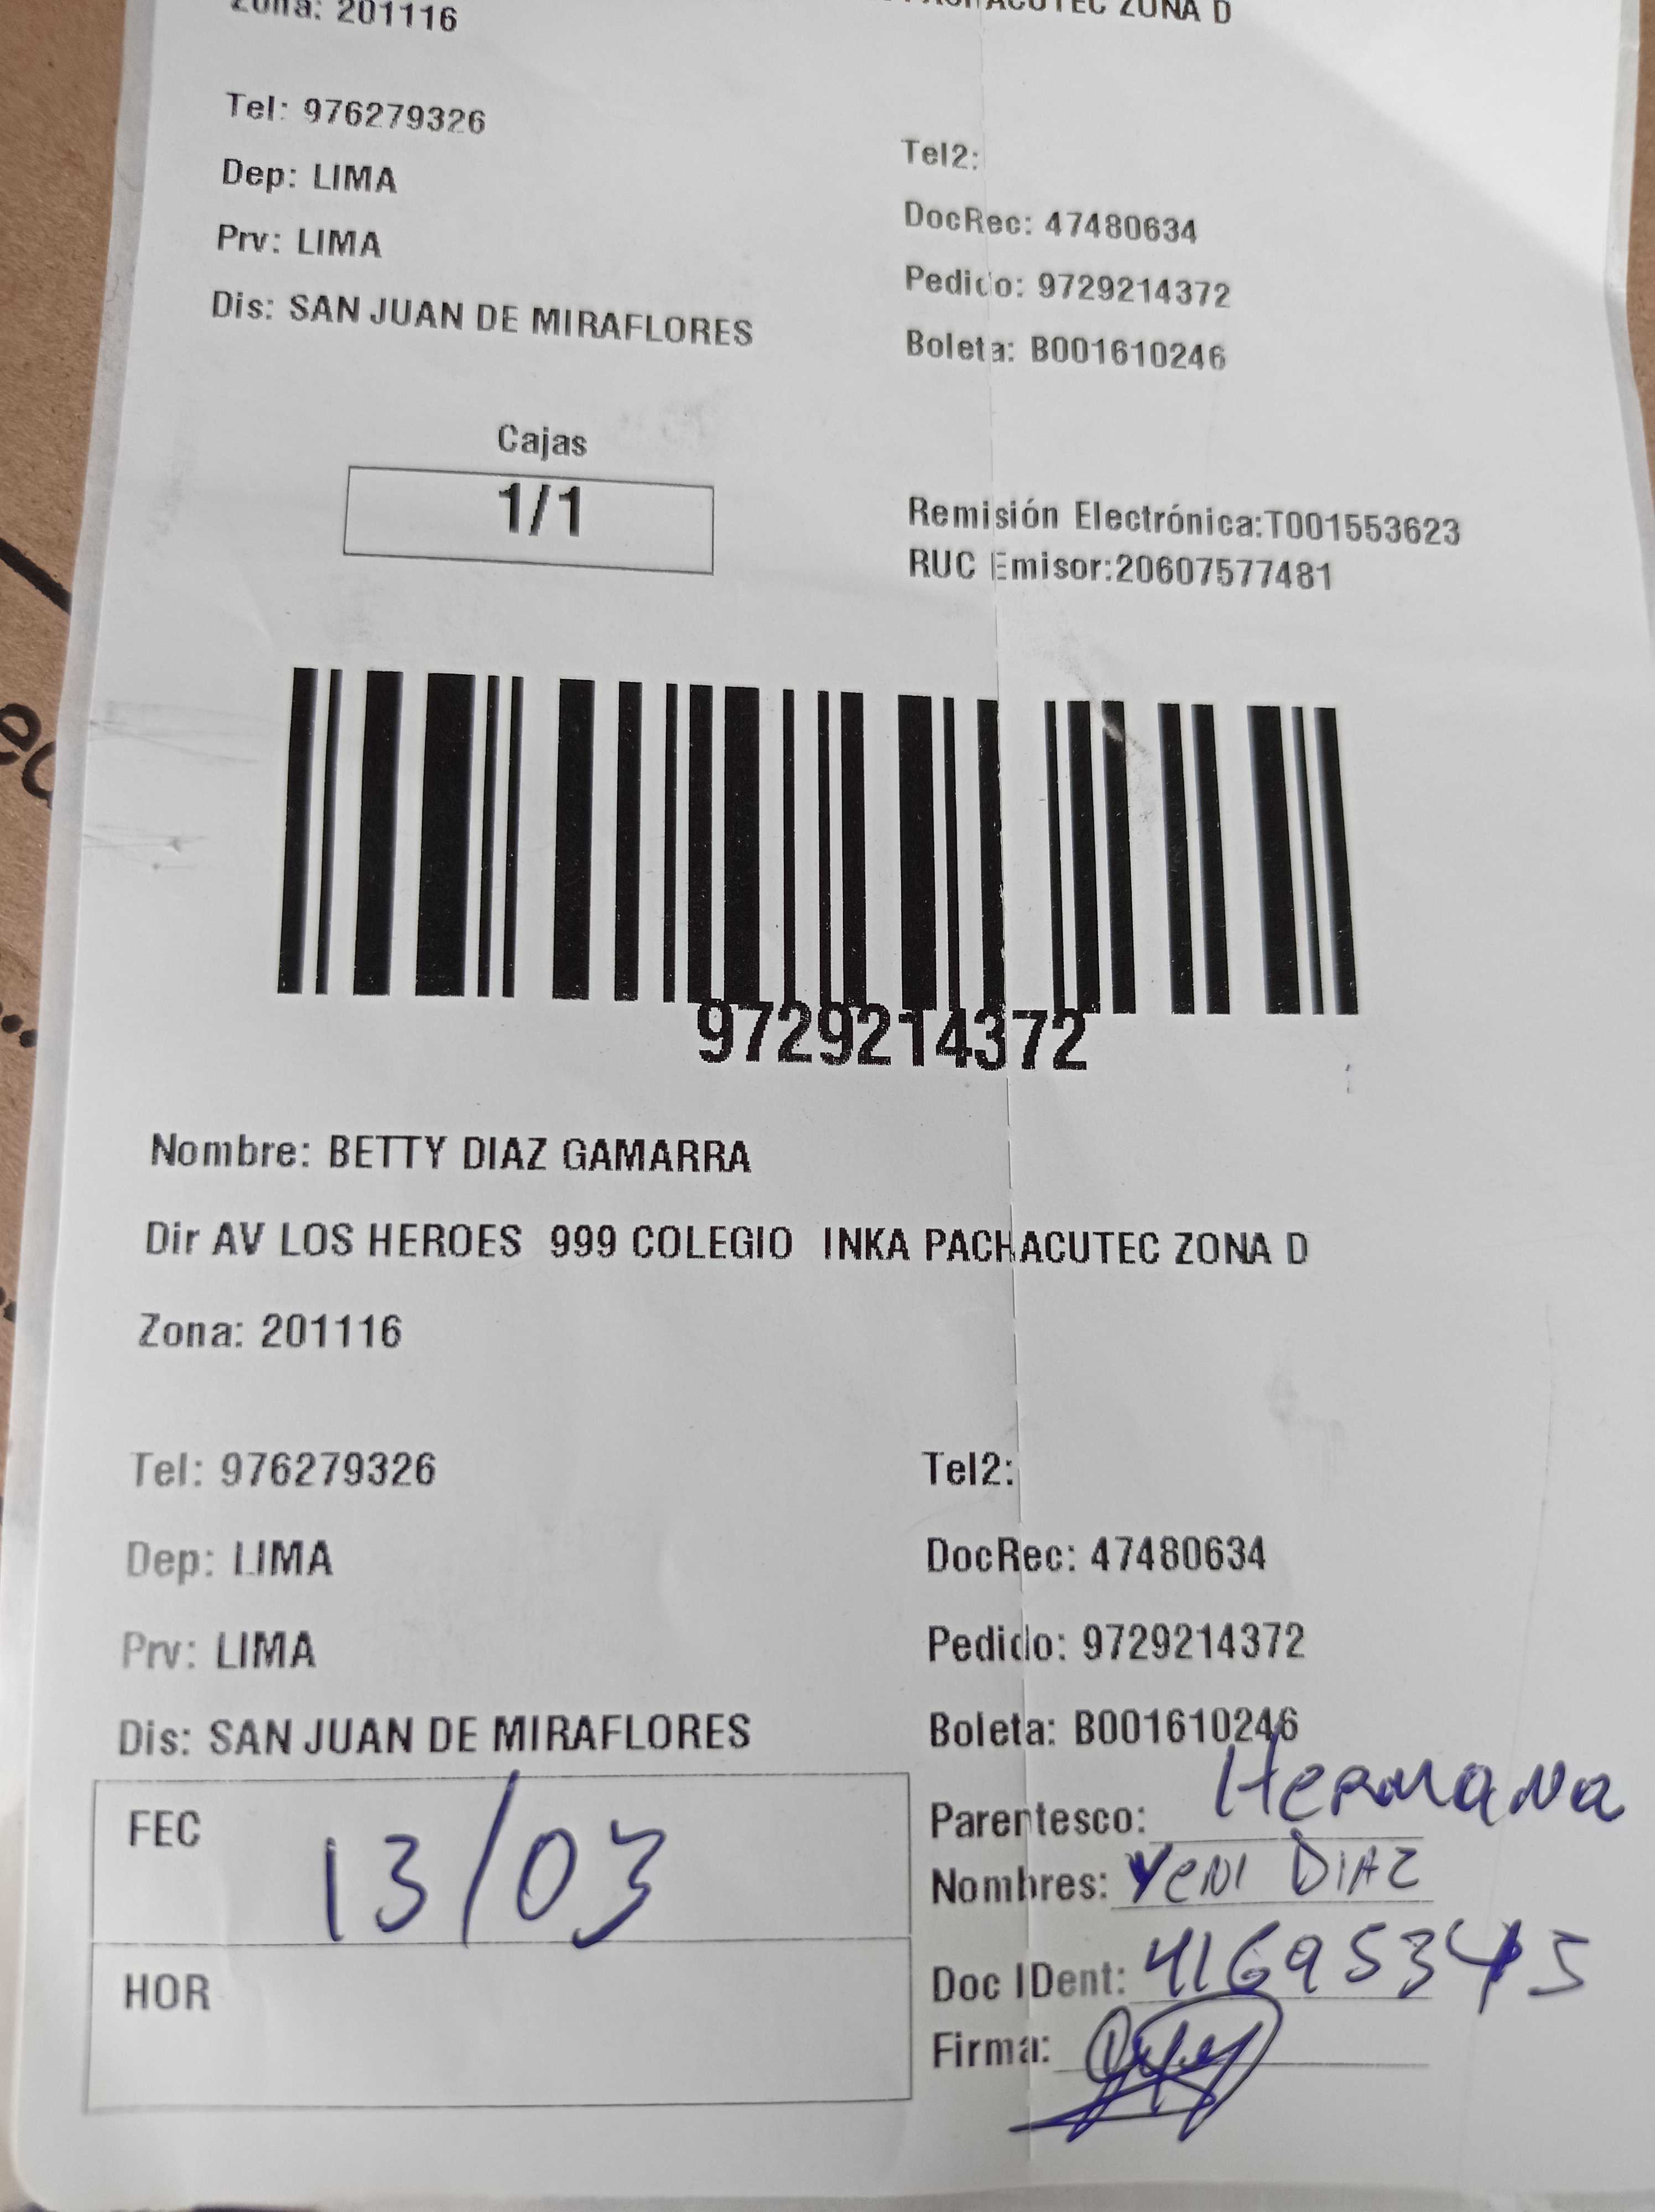 Zona: 201116
PACHACUTEC ZONA D
Tel: 976279326
Tel2:
Dep: LIMA
DocRec: 47480634
Prv: LIMA
Pedido: 9729214372
Dis: SAN JUAN DE MIRAFLORES
Boleta: B001610246
Cajas
1/1
Remisión Electrónica:T001553623
RUC Emisor:20607577481
9729214372
Nombre: BETTY DIAZ GAMARRA
Dir AV LOS HEROES 999 COLEGIO INKA PACHACUTEC ZONA D
Zona: 201116
Tel: 976279326
Tel2:
Dep: LIMA
DocRec: 47480634
Prv: LIMA
Pedido: 9729214372
Dis: SAN JUAN DE MIRAFLORES
Boleta: B001610246
FEC 13/03
Parentesco: Hermana
Nombres: Yeni DIAZ
HOR
Doc IDent: 41695345
Firma: